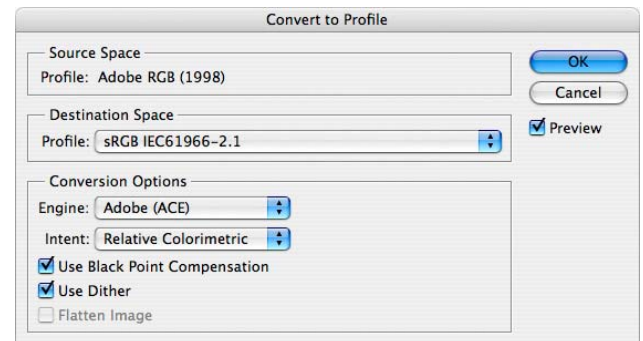 Convert to Profile
Source Space
Profile: Adobe RGB (1998)
Destination Space
Profile: sRGB IEC61966-2.1
Conversion Options
Engine: Adobe (ACE)
Intent: Relative Colorimetric
Use Black Point Compensation
Use Dither
Flatten Image
OK
Cancel
Preview